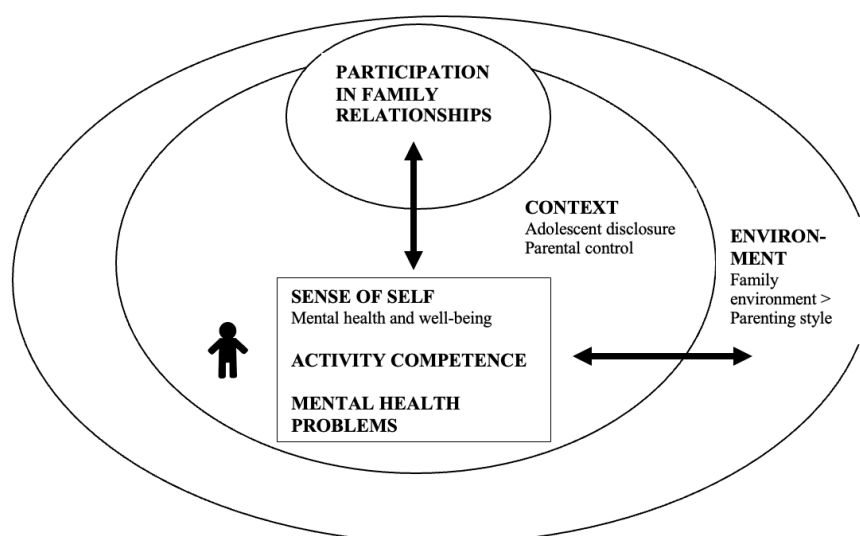 PARTICIPATION
IN FAMILY
RELATIONSHIPS
CONTEXT
Adolescent disclosure
Parental control
ENVIRON-
MENT
Family
environment >
Parenting style
SENSE OF SELF
Mental health and well-being
ACTIVITY COMPETENCE
MENTAL HEALTH
PROBLEMS